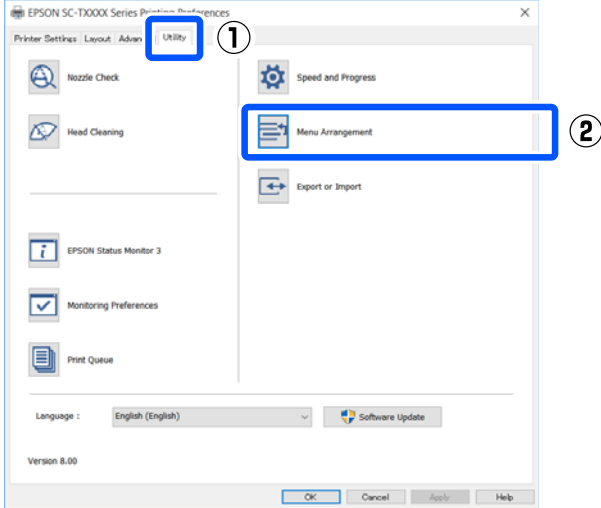 EPSON SC-TXXXX Series Printing Preferences
Printer Settings Layout Advan Utility
①
Nozzle Check
Speed and Progress
Head Cleaning
Menu Arrangement
②
Export or Import
EPSON Status Monitor 3
Monitoring Preferences
Print Queue
Language : English (English)
Software Update
Version 8.00
OK Cancel Apply Help